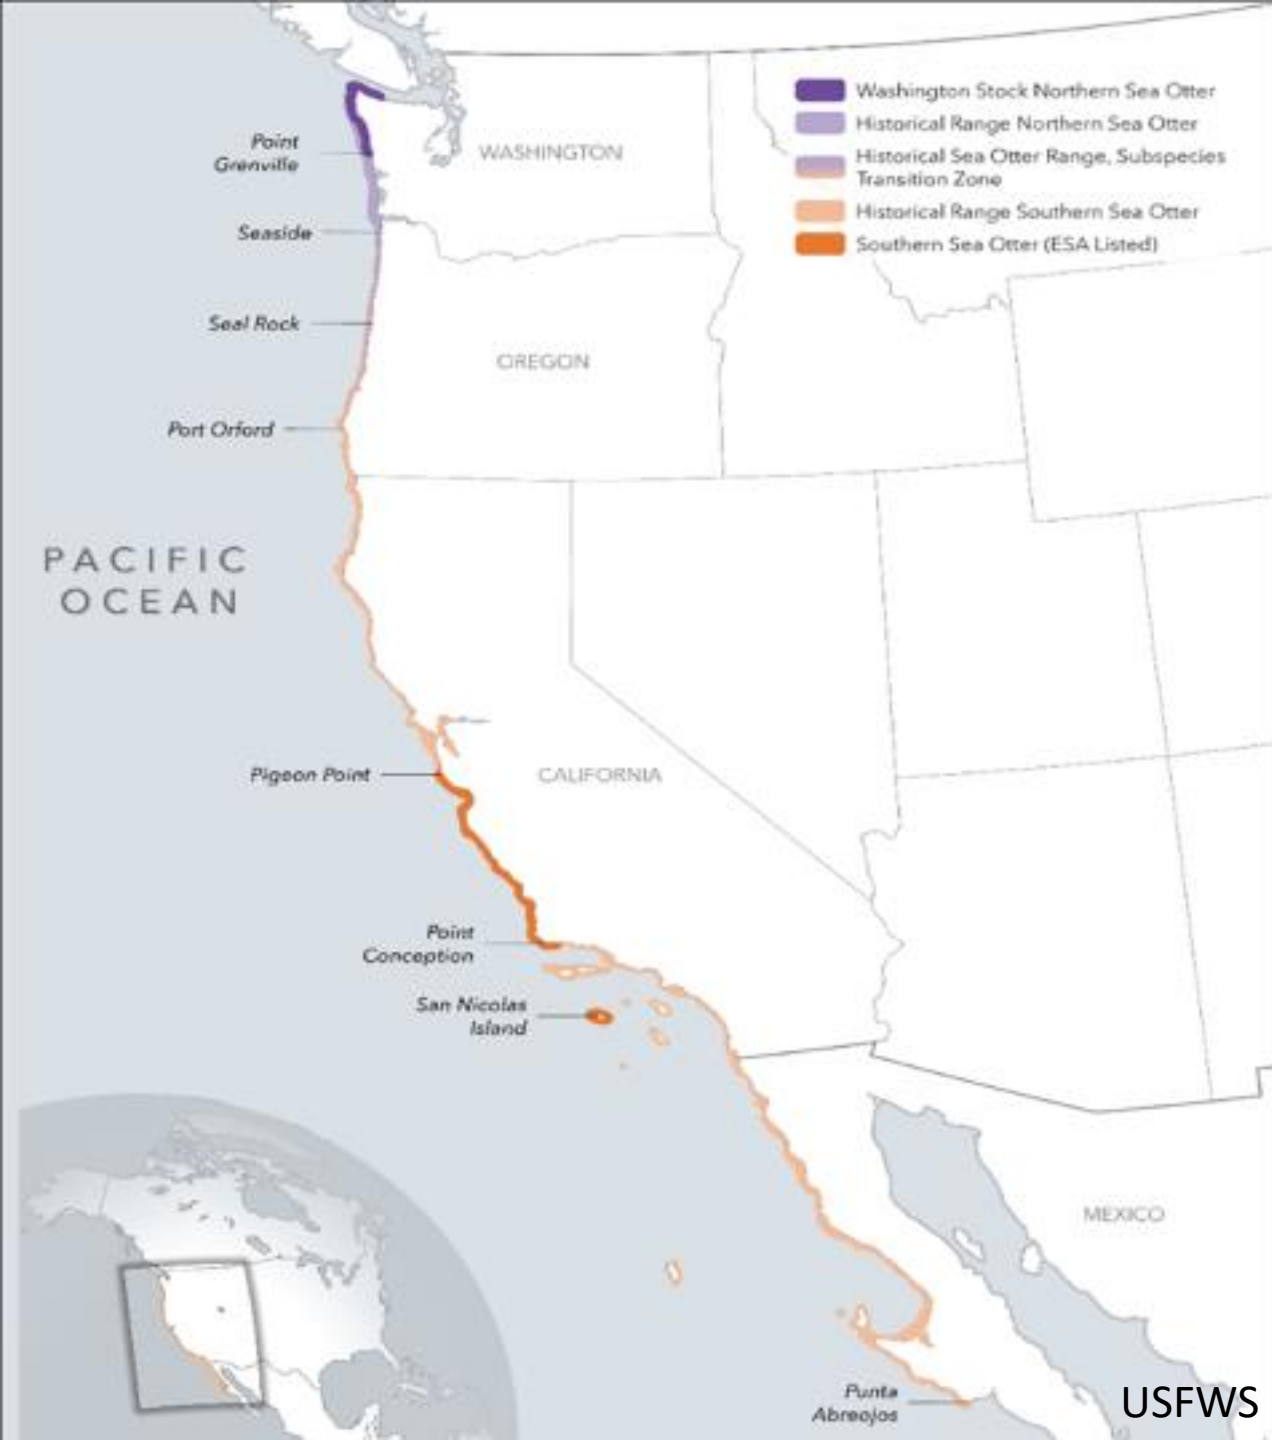 Washington Stock Northern Sea Otter
Historical Range Northern Sea Otter
Historical Sea Otter Range, Subspecies
Transition Zone
Historical Range Southern Sea Otter
Southern Sea Otter (ESA Listed)
Point
Grenville
WASHINGTON
Seaside
Seal Rock
OREGON
Port Orford
PACIFIC
OCEAN
Pigeon Point
CALIFORNIA
Point
Conception
San Nicolas
Island
MEXICO
Punta
Abreojos
USFWS